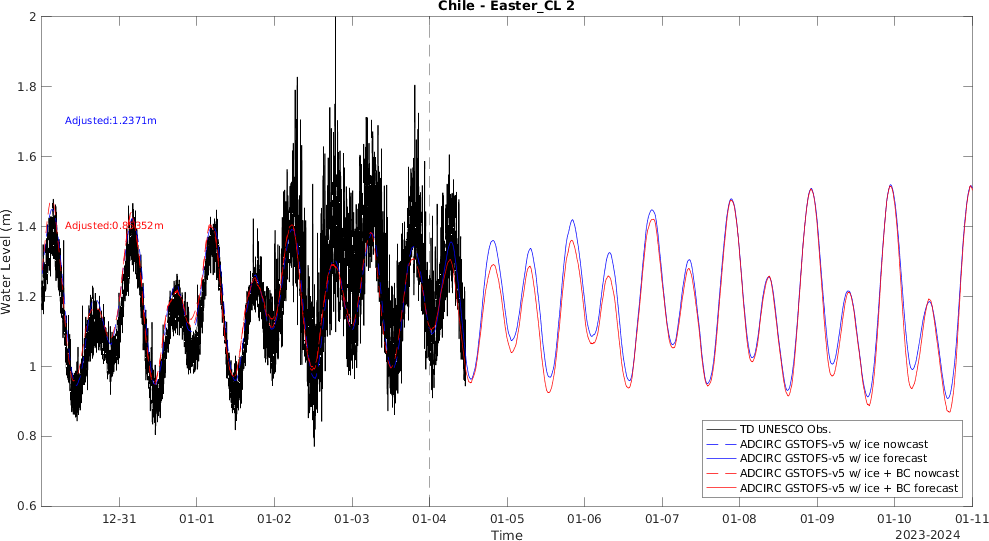 Chile - Easter_CL 2
2
1.8
1.6
1.4
1.2
1
0.8
0.6
Water Level (m)
Adjusted:1.2371m
TD UNESCO Obs.
ADCIRC GSTOFS-v5 w/ ice nowcast
ADCIRC GSTOFS-v5 w/ ice forecast
ADCIRC GSTOFS-v5 w/ ice + BC nowcast
ADCIRC GSTOFS-v5 w/ ice + BC forecast
12-31
01-01
01-02
01-03
01-04
01-05
01-06
01-07
01-08
01-09
01-10
01-11
Time
2023-2024